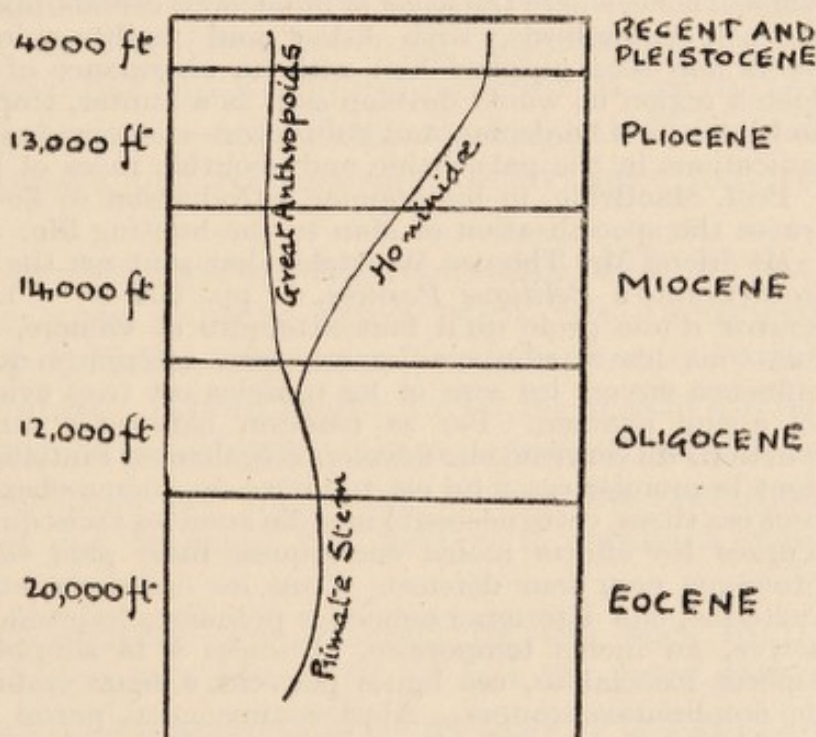 4000 ft
RECENT AND
PLEISTOCENE
13,000 ft
PLIOCENE
Great Anthropoids
Hominidæ
14,000 ft
MIOCENE
12,000 ft
OLIGOCENE
Primate Stem
20,000 ft
EOCENE